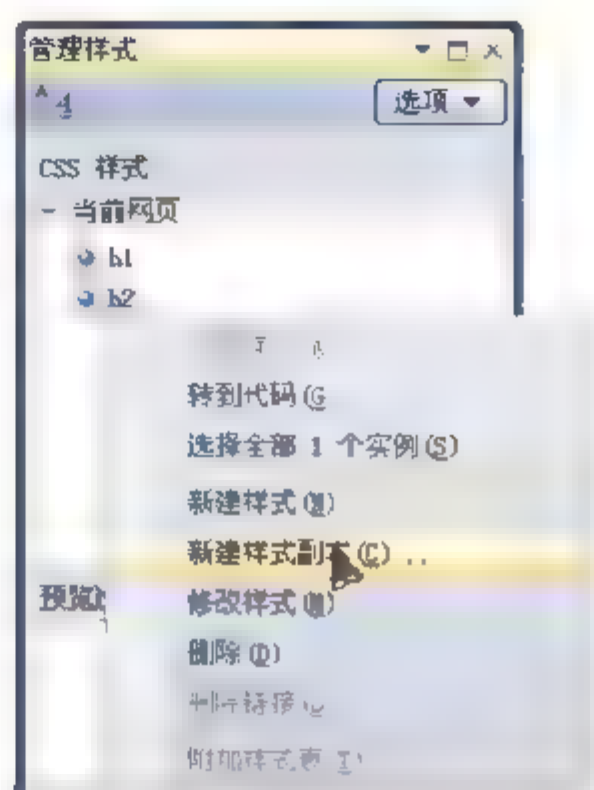 管理样式
选项
CSS 样式
- 当前网页
h1
h2
转到代码(G
选择全部 1 个实例(S)
新建样式(N)
新建样式副本(C)..
预览
修改样式(M)
删除(D)